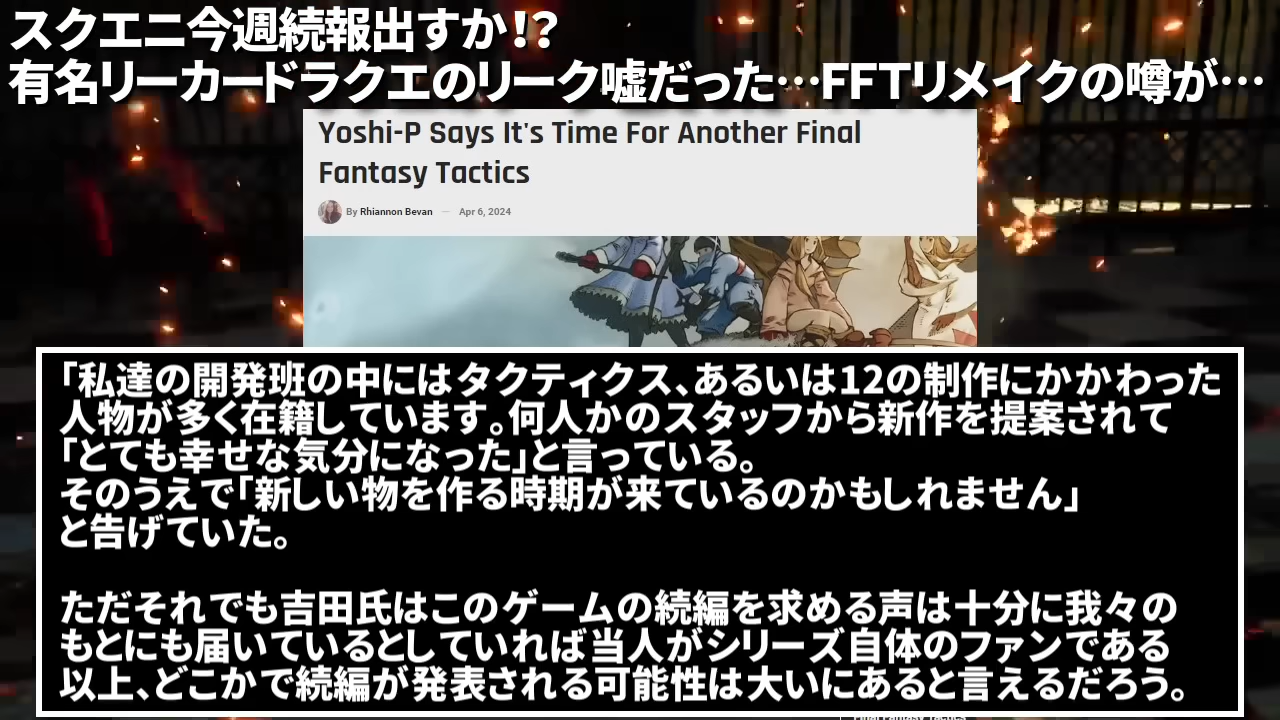 スクエニ今週続報出すか!?
有名リーカードラクエのリーク嘘だった…FFTリメイクの噂が…
Yoshi-P Says It's Time For Another Final
Fantasy Tactics
By Rhiannon Bevan — Apr 6, 2024
「私達の開発班の中にはタクティクス、あるいは12の制作にかかわった
人物が多く在籍しています。何人かのスタッフから新作を提案されて
「とても幸せな気分になった」と言っている。
そのうえで「新しい物を作る時期が来ているのかもしれません」
と告げていた。
ただそれでも吉田氏はこのゲームの続編を求める声は十分に我々の
もとにも届いているとしていれば当人がシリーズ自体のファンである
以上、どこかで続編が発表される可能性は大いにあると言えるだろう。